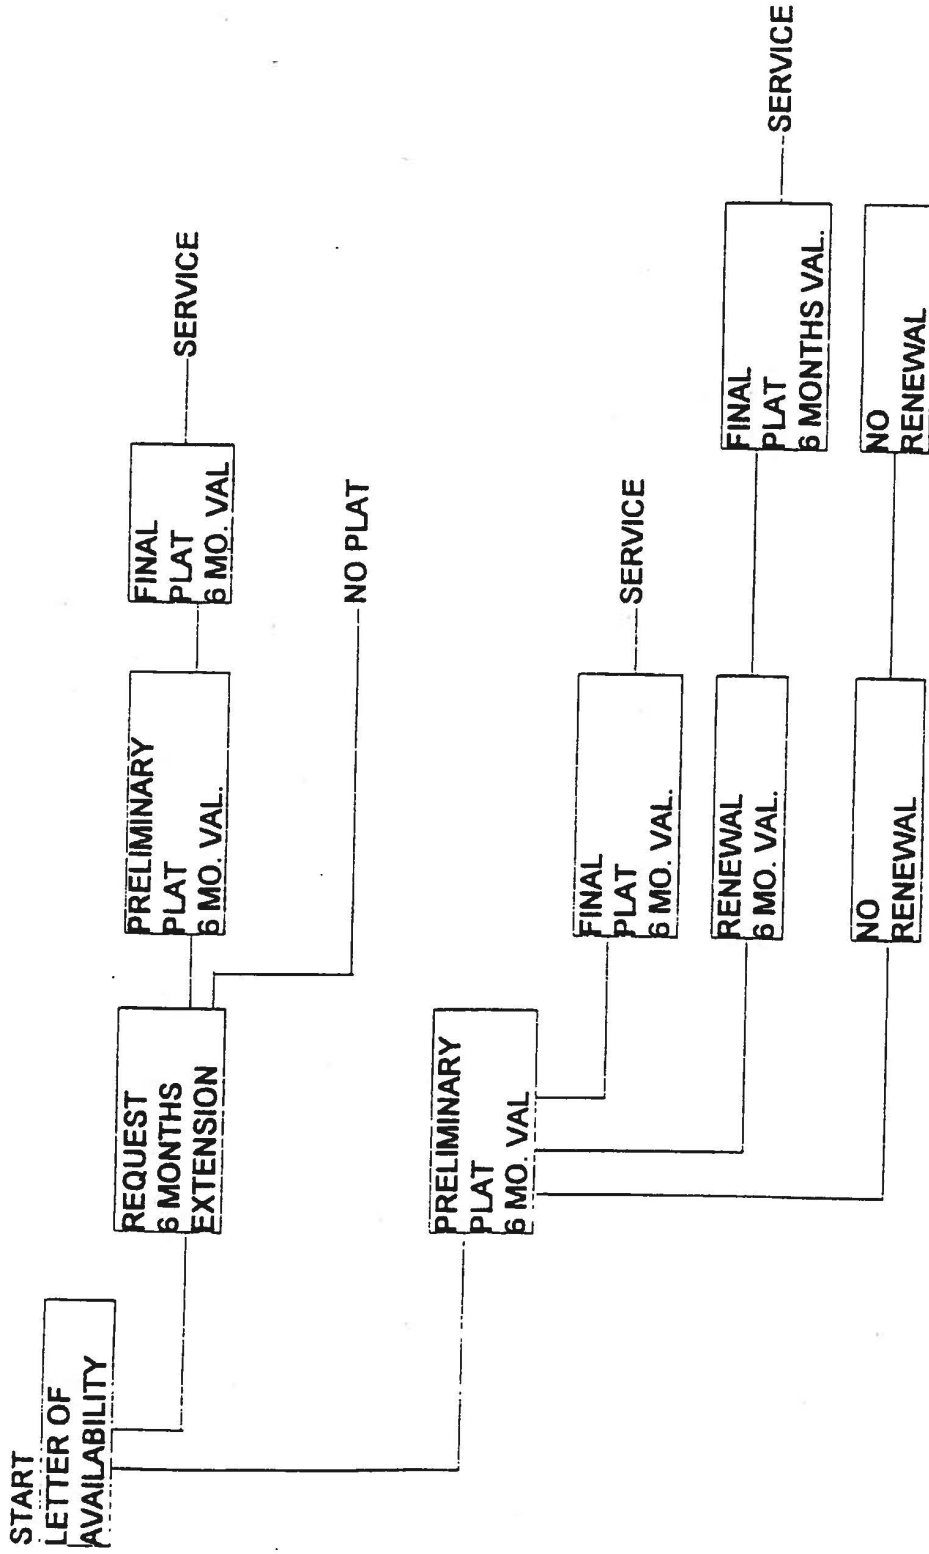 START
LETTER OF
AVAILABILITY
REQUEST
6 MONTHS
EXTENSION
PRELIMINARY
PLAT
6 MO. VAL.
FINAL
PLAT
6 MO. VAL
SERVICE
NO PLAT
PRELIMINARY
PLAT
6 MO. VAL
FINAL
PLAT
6 MO. VAL.
SERVICE
RENEWAL
6 MO. VAL.
FINAL
PLAT
6 MONTHS VAL.
SERVICE
NO
RENEWAL
NO
RENEWAL